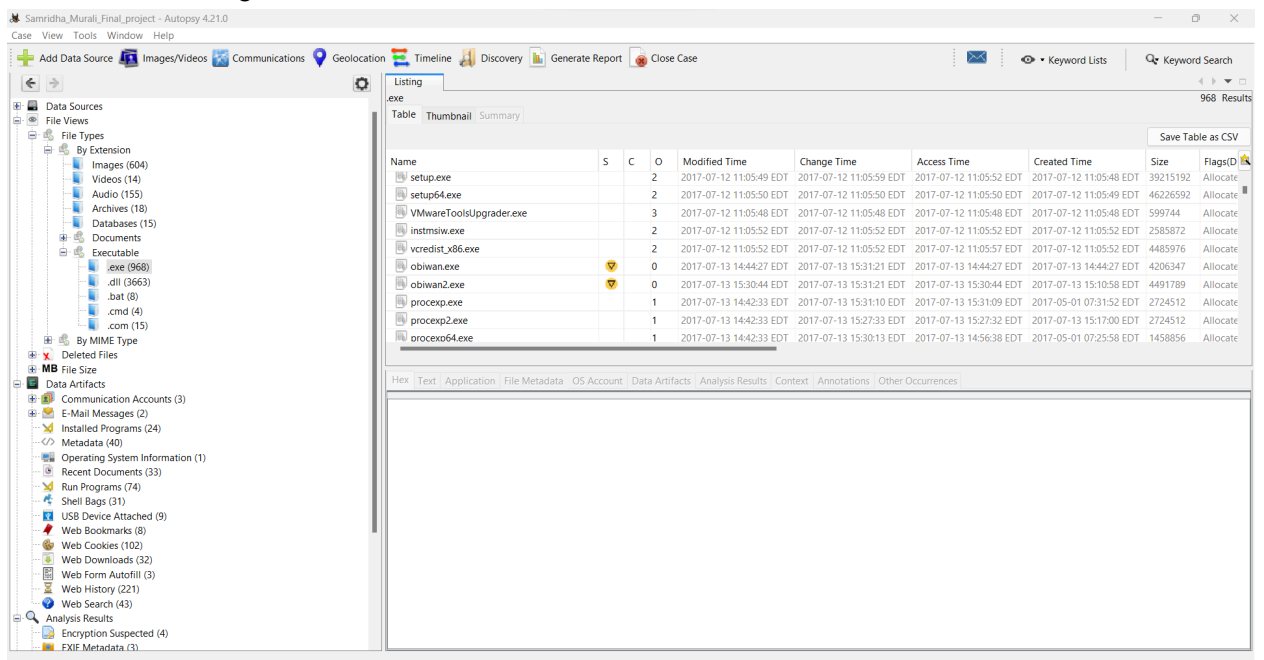 Samridha_Murali_Final_project - Autopsy 4.21.0
Case View Tools Window Help
Add Data Source Images/Videos Communications Geolocation Timeline Discovery Generate Report Close Case Keyword Lists Keyword Search
Data Sources
File Views
File Types
By Extension
Images (604)
Videos (14)
Audio (155)
Archives (18)
Databases (15)
Documents
Executable
.exe (968)
.dll (3663)
.bat (8)
.cmd (4)
.com (15)
By MIME Type
Deleted Files
MB File Size
Data Artifacts
Communication Accounts (3)
E-Mail Messages (2)
Installed Programs (24)
Metadata (40)
Operating System Information (1)
Recent Documents (33)
Run Programs (74)
Shell Bags (31)
USB Device Attached (9)
Web Bookmarks (8)
Web Cookies (102)
Web Downloads (32)
Web Form Autofill (3)
Web History (221)
Web Search (43)
Analysis Results
Encryption Suspected (4)
EXIF Metadata (3)
Listing
.exe 968 Results
Table Thumbnail Summary
Save Table as CSV
Name S C O Modified Time Change Time Access Time Created Time Size Flags(D
setup.exe 2 2017-07-12 11:05:49 EDT 2017-07-12 11:05:59 EDT 2017-07-12 11:05:52 EDT 2017-07-12 11:05:48 EDT 39215192 Allocate
setup64.exe 2 2017-07-12 11:05:50 EDT 2017-07-12 11:05:50 EDT 2017-07-12 11:05:50 EDT 2017-07-12 11:05:49 EDT 46226592 Allocate
VMwareToolsUpgrader.exe 3 2017-07-12 11:05:48 EDT 2017-07-12 11:05:48 EDT 2017-07-12 11:05:48 EDT 2017-07-12 11:05:48 EDT 599744 Allocate
instmsiw.exe 2 2017-07-12 11:05:52 EDT 2017-07-12 11:05:52 EDT 2017-07-12 11:05:52 EDT 2017-07-12 11:05:52 EDT 2585872 Allocate
vcredist_x86.exe 2 2017-07-12 11:05:52 EDT 2017-07-12 11:05:52 EDT 2017-07-12 11:05:57 EDT 2017-07-12 11:05:52 EDT 4485976 Allocate
obiwan.exe 0 2017-07-13 14:44:27 EDT 2017-07-13 15:31:21 EDT 2017-07-13 14:44:27 EDT 2017-07-13 14:44:27 EDT 4206347 Allocate
obiwan2.exe 0 2017-07-13 15:30:44 EDT 2017-07-13 15:31:21 EDT 2017-07-13 15:30:44 EDT 2017-07-13 15:10:58 EDT 4491789 Allocate
procexp.exe 1 2017-07-13 14:42:33 EDT 2017-07-13 15:31:10 EDT 2017-07-13 15:31:09 EDT 2017-05-01 07:31:52 EDT 2724512 Allocate
procexp2.exe 1 2017-07-13 14:42:33 EDT 2017-07-13 15:27:33 EDT 2017-07-13 15:27:32 EDT 2017-07-13 15:17:00 EDT 2724512 Allocate
procexp64.exe 1 2017-07-13 14:42:33 EDT 2017-07-13 15:30:13 EDT 2017-07-13 14:56:38 EDT 2017-05-01 07:25:58 EDT 1458856 Allocate
Hex Text Application File Metadata OS Account Data Artifacts Analysis Results Context Annotations Other Occurrences